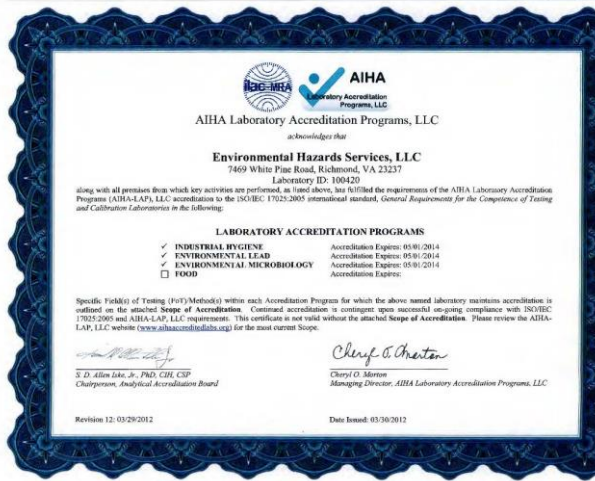 ilac-MRA
AIHA
Laboratory Accreditation
Programs, LLC
AIHA Laboratory Accreditation Programs, LLC
acknowledges that
Environmental Hazards Services, LLC
7469 White Pine Road, Richmond, VA 23237
Laboratory ID: 100420
along with all premises from which key activities are performed, as listed above, has fulfilled the requirements of the AIHA Laboratory Accreditation
Programs (AIHA-LAP), LLC accreditation to the ISO/IEC 17025:2005 international standard, General Requirements for the Competence of Testing
and Calibration Laboratories in the following:
LABORATORY ACCREDITATION PROGRAMS
✓ INDUSTRIAL HYGIENE Accreditation Expires: 05/01/2014
✓ ENVIRONMENTAL LEAD Accreditation Expires: 05/01/2014
✓ ENVIRONMENTAL MICROBIOLOGY Accreditation Expires: 05/01/2014
☐ FOOD Accreditation Expires:
Specific Field(s) of Testing (FoT)/Method(s) within each Accreditation Program for which the above named laboratory maintains accreditation is
outlined on the attached Scope of Accreditation. Continued accreditation is contingent upon successful on-going compliance with ISO/IEC
17025:2005 and AIHA-LAP, LLC requirements. This certificate is not valid without the attached Scope of Accreditation. Please review the AIHA-
LAP, LLC website (www.aihaaccreditedlabs.org) for the most current Scope.
Cheryl O. Morton
S. D. Allen Iske, Jr., PhD, CIH, CSP Cheryl O. Morton
Chairperson, Analytical Accreditation Board Managing Director, AIHA Laboratory Accreditation Programs, LLC
Revision 12: 03/29/2012 Date Issued: 03/30/2012